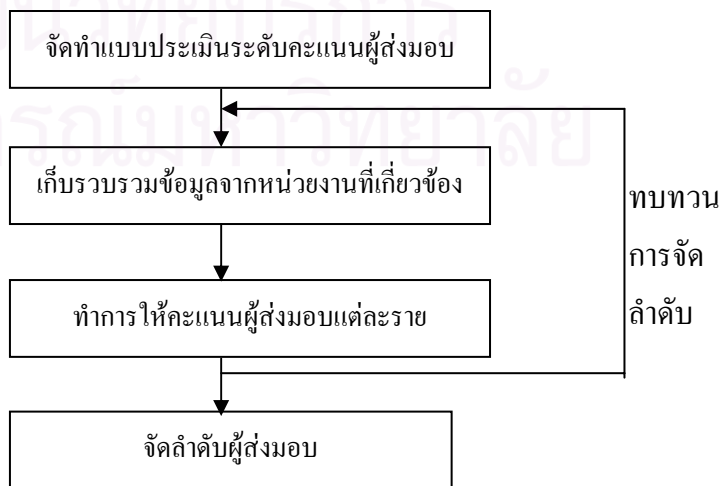 จัดทำแบบประเมินระดับคะแนนผู้ส่งมอบ
เก็บรวบรวมข้อมูลจากหน่วยงานที่เกี่ยวข้อง
ทบทวน
การจัด
ลำดับ
ทำการให้คะแนนผู้ส่งมอบแต่ละราย
จัดลำดับผู้ส่งมอบ